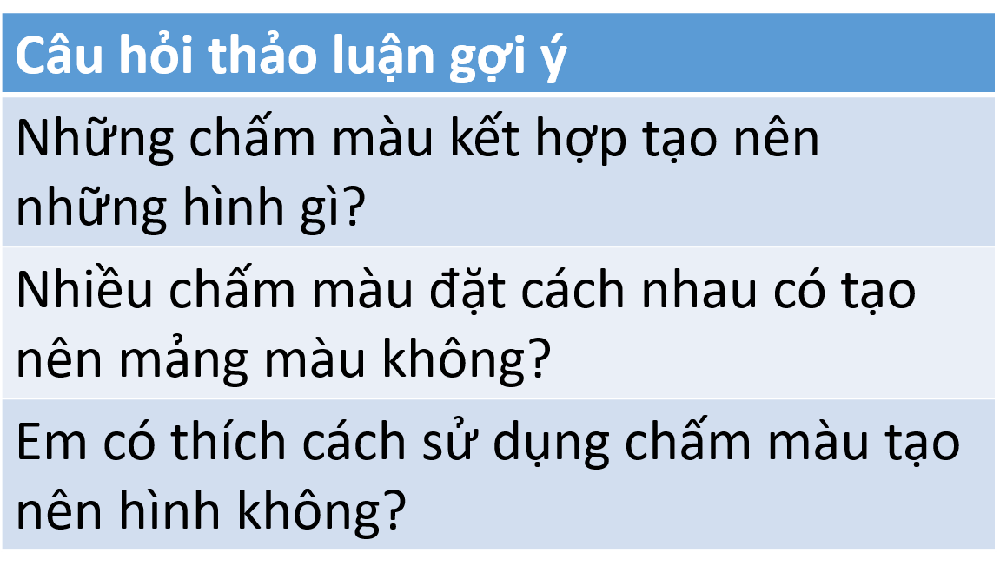 Câu hỏi thảo luận gợi ý
Những chấm màu kết hợp tạo nên
những hình gì?
Nhiều chấm màu đặt cách nhau có tạo
nên mảng màu không?
Em có thích cách sử dụng chấm màu tạo
nên hình không?